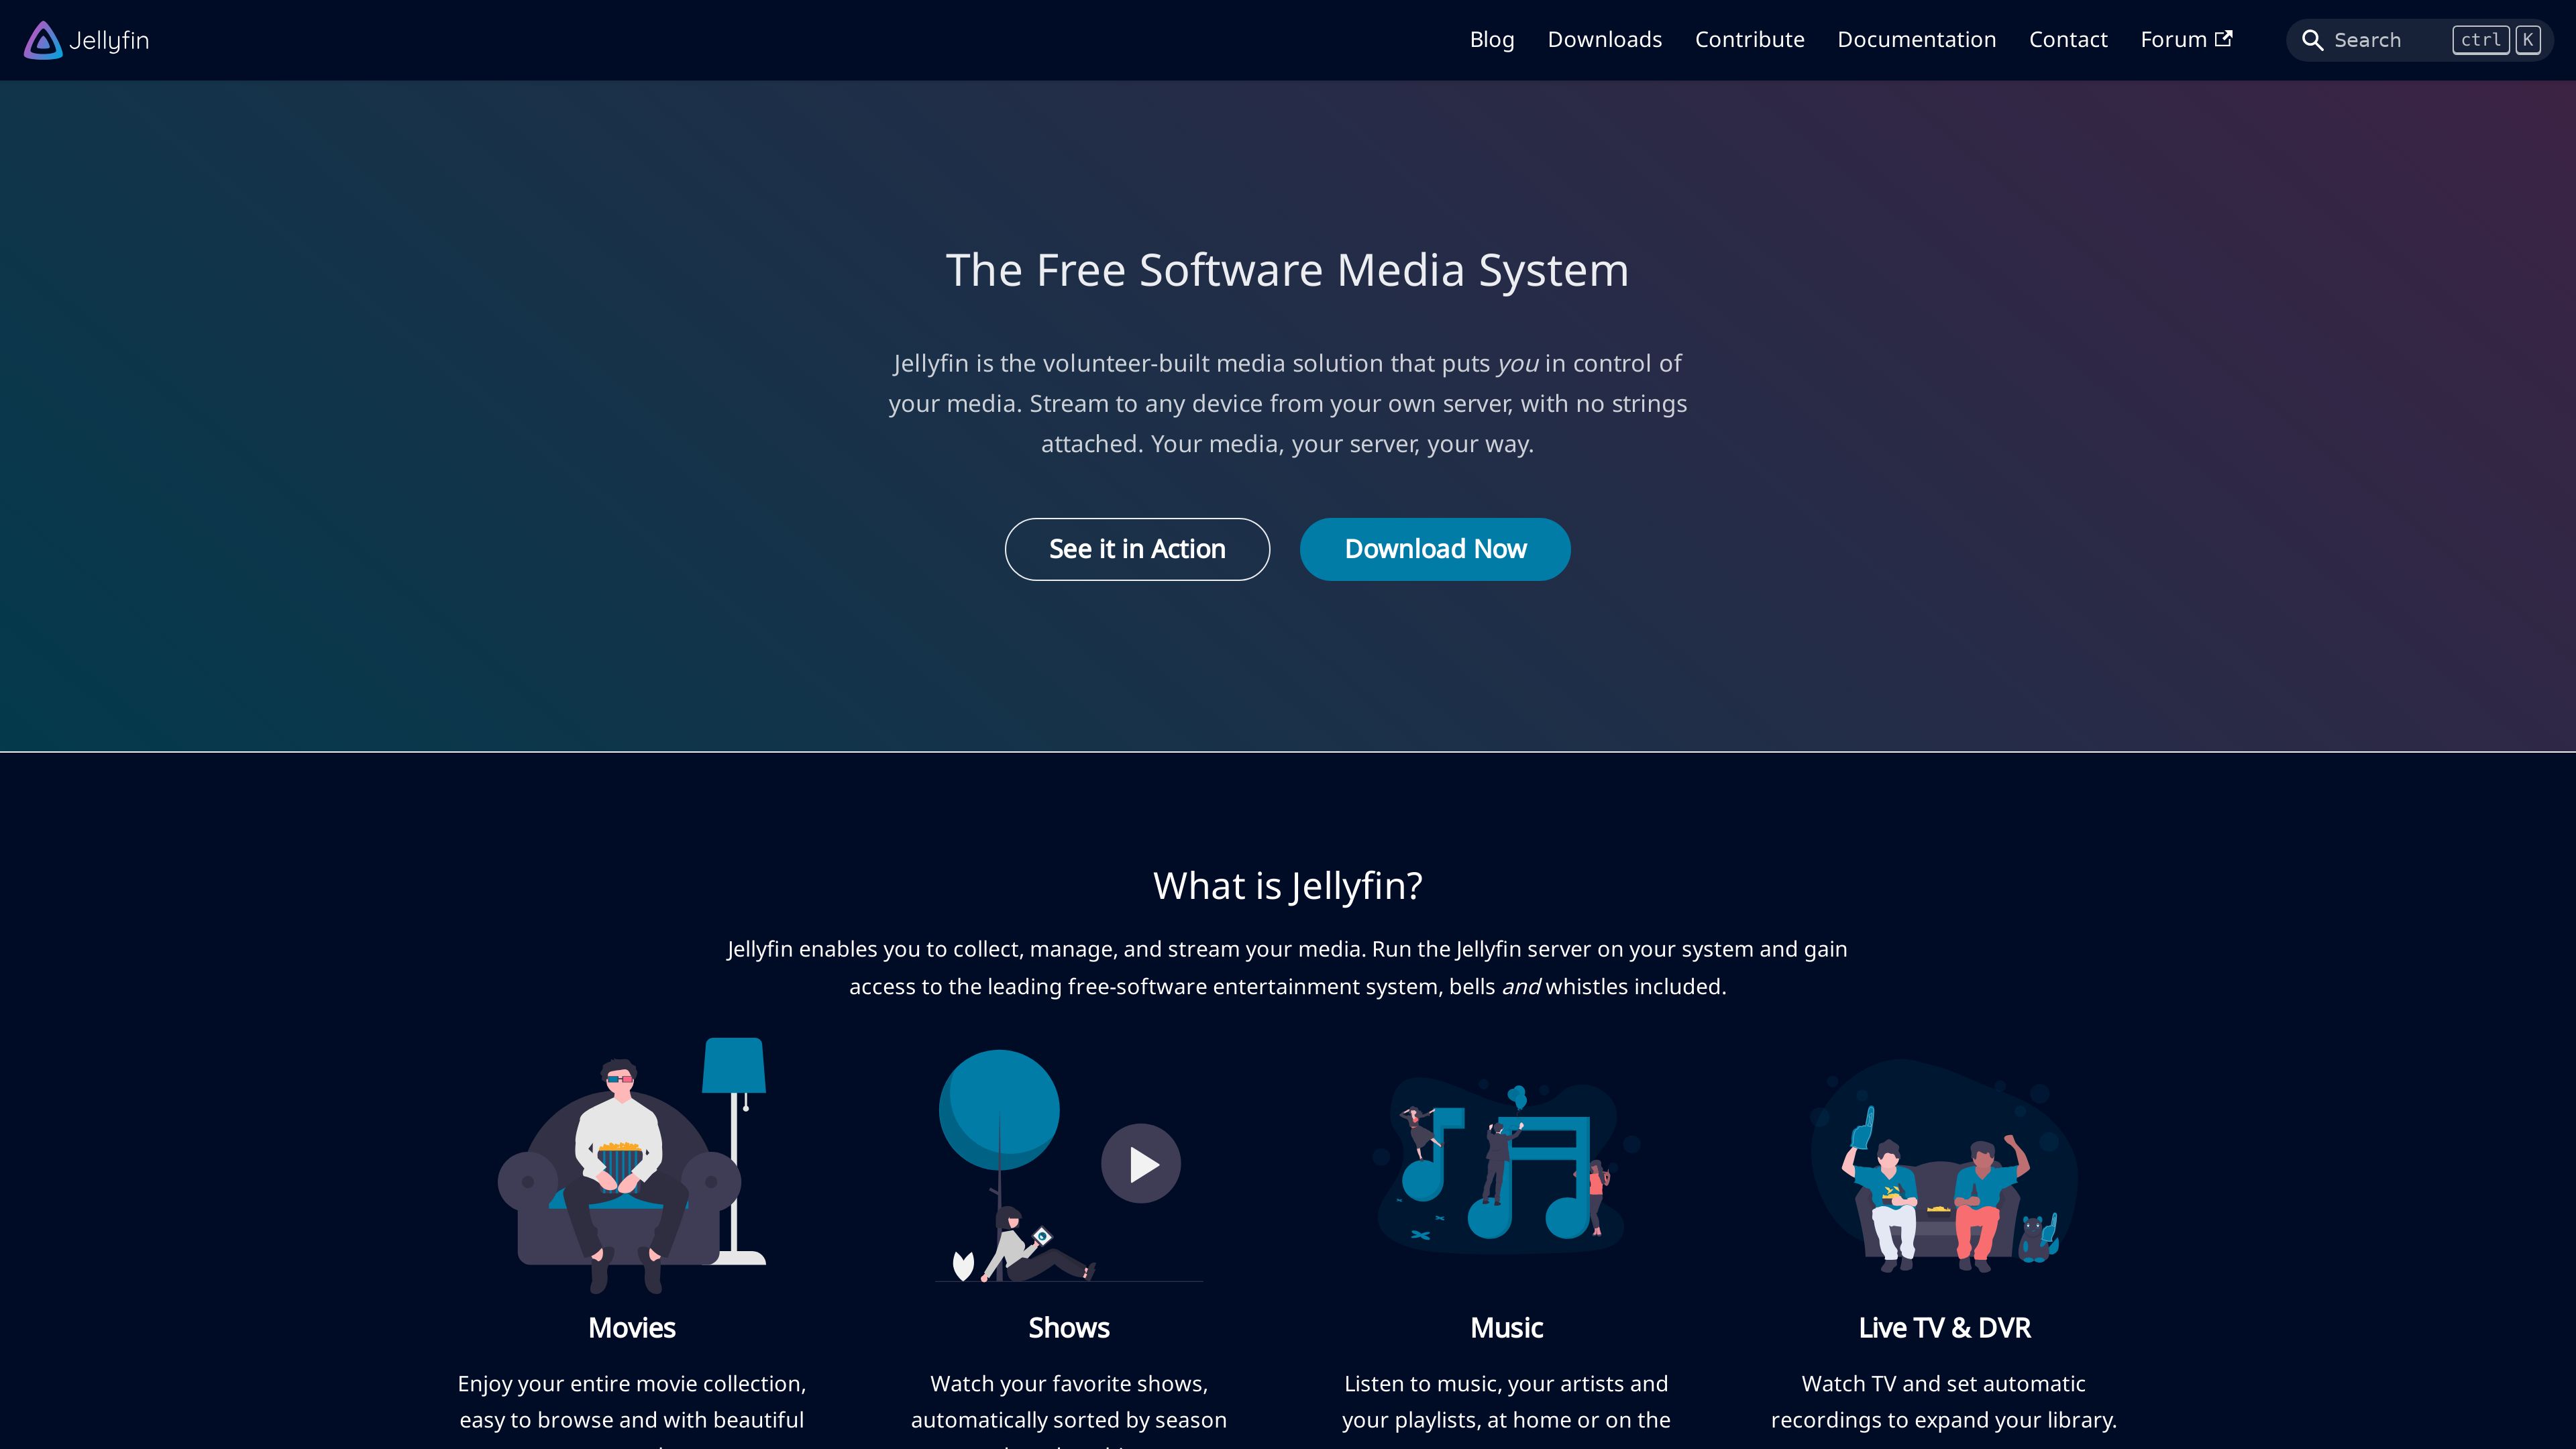 Jellyfin
Blog Downloads Contribute Documentation Contact Forum Search ctrl K
The Free Software Media System
Jellyfin is the volunteer-built media solution that puts you in control of
your media. Stream to any device from your own server, with no strings
attached. Your media, your server, your way.
See it in Action Download Now
What is Jellyfin?
Jellyfin enables you to collect, manage, and stream your media. Run the Jellyfin server on your system and gain
access to the leading free-software entertainment system, bells and whistles included.
Movies
Enjoy your entire movie collection,
easy to browse and with beautiful
Shows
Watch your favorite shows,
automatically sorted by season
Music
Listen to music, your artists and
your playlists, at home or on the
Live TV & DVR
Watch TV and set automatic
recordings to expand your library.